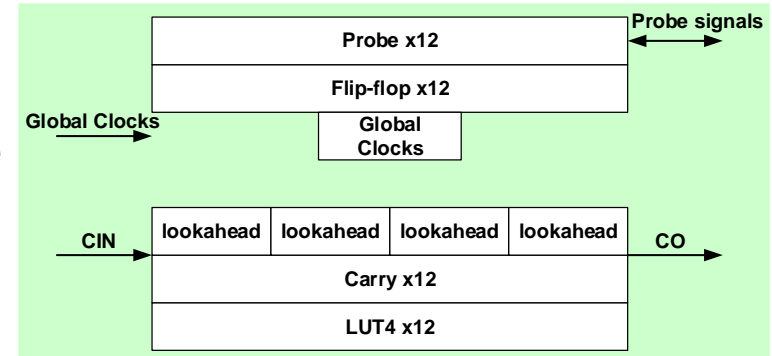 Probe signals
Probe x12
Flip-flop x12
Global Clocks
Global
Clocks
lookahead lookahead lookahead lookahead
CIN
CO
Carry x12
LUT4 x12